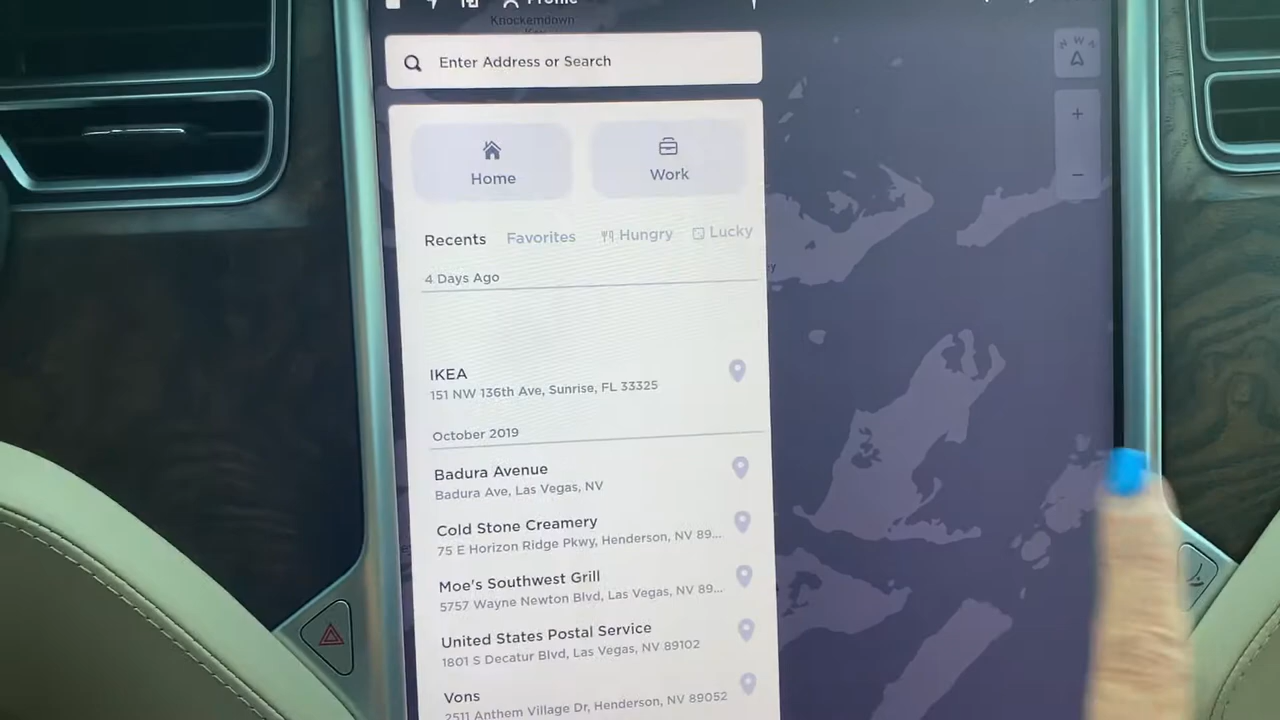 Profile
Knockemdown
Enter Address or Search
N W
Home
Work
Recents
Favorites
Hungry
Lucky
4 Days Ago
IKEA
151 NW 136th Ave, Sunrise, FL 33325
October 2019
Badura Avenue
Badura Ave, Las Vegas, NV
Cold Stone Creamery
75 E Horizon Ridge Pkwy, Henderson, NV 89...
Moe's Southwest Grill
5757 Wayne Newton Blvd, Las Vegas, NV 89...
United States Postal Service
1801 S Decatur Blvd, Las Vegas, NV 89102
Vons
2511 Anthem Village Dr, Henderson, NV 89052